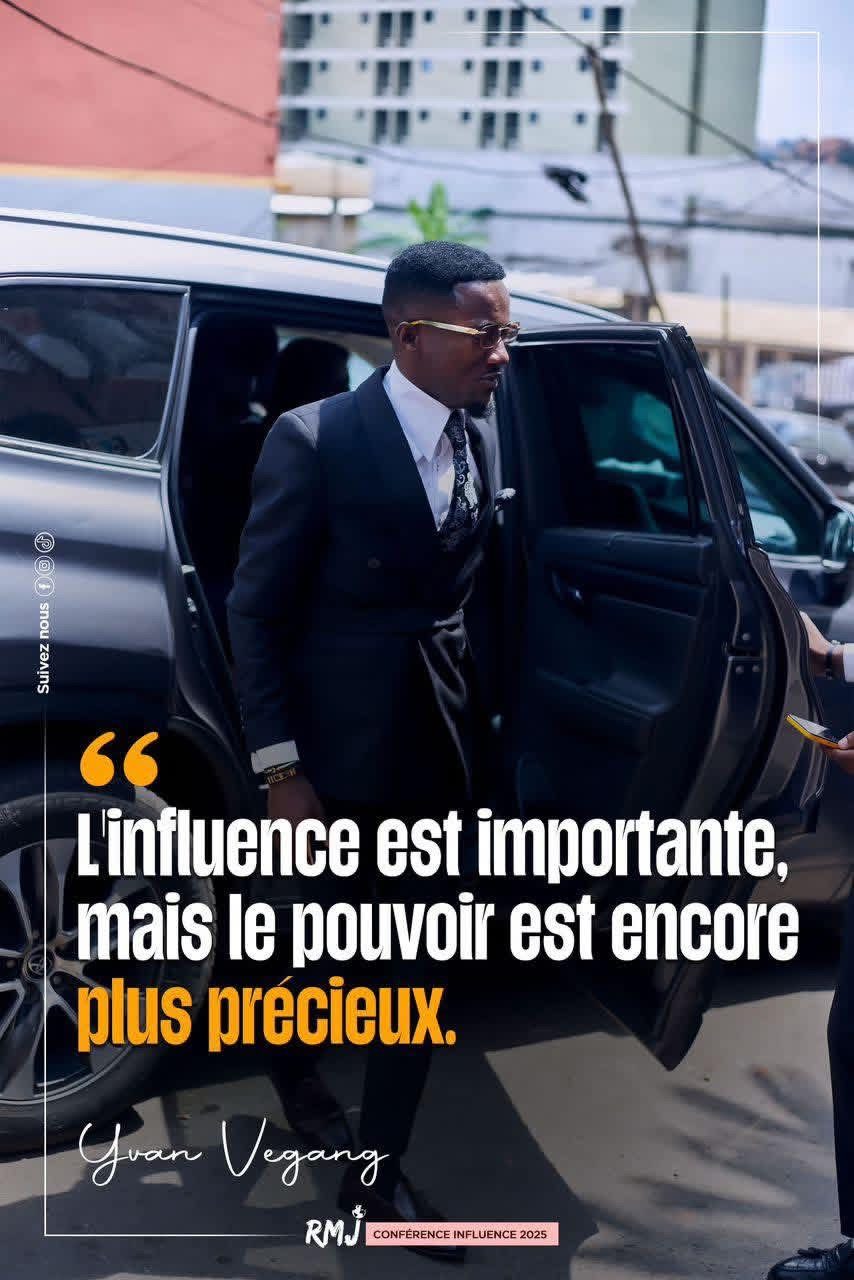 Suivez nous
“
L'influence est importante,
mais le pouvoir est encore
plus précieux.
Yvan Vegang
RMJ
CONFÉRENCE INFLUENCE 2025